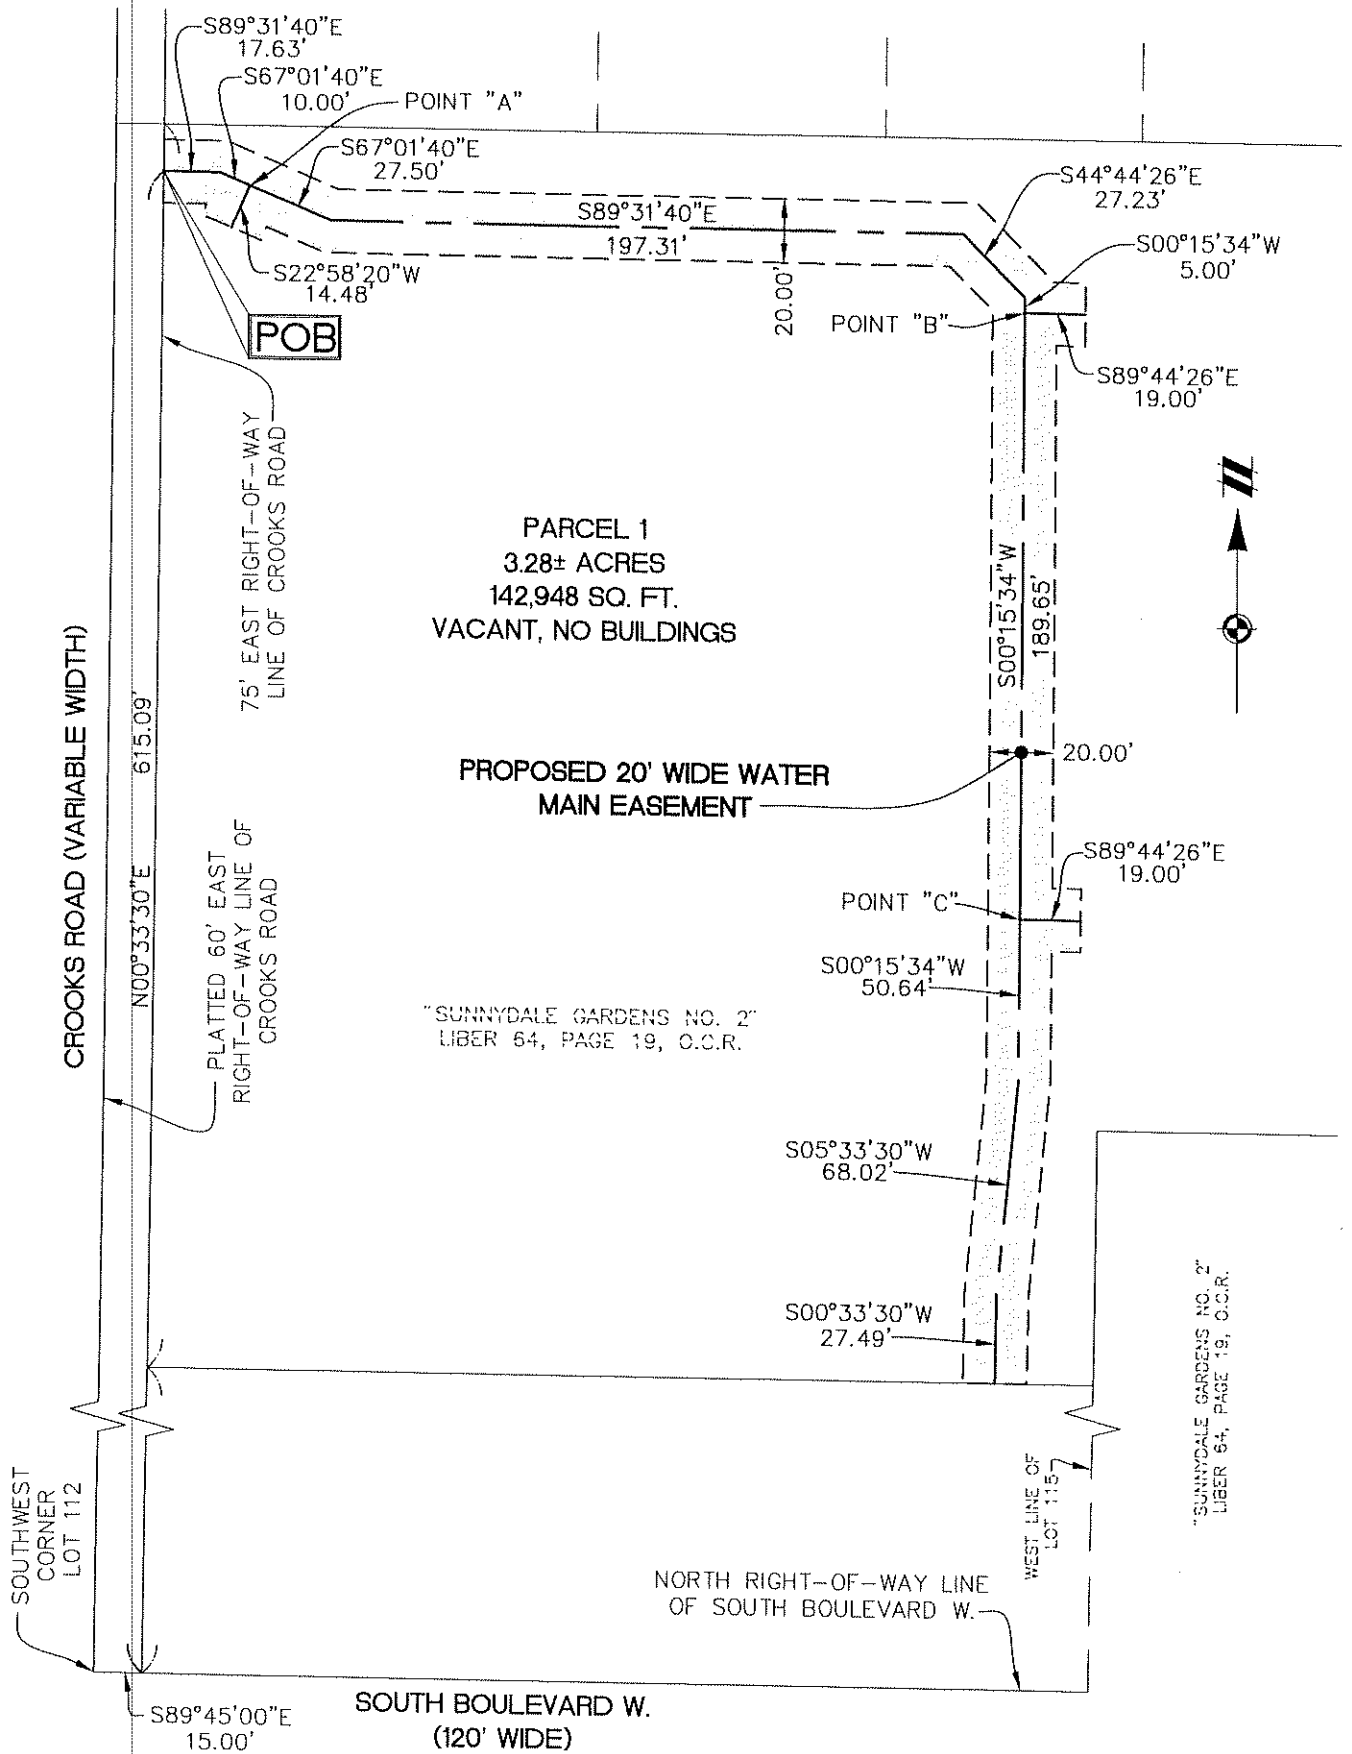 S89°31'40"E
17.63'
S67°01'40"E
10.00'
POINT "A"
S67°01'40"E
27.50'
S44°44'26"E
27.23'
S89°31'40"E
197.31'
20.00'
S00°15'34"W
5.00'
S22°58'20"W
14.48'
POB
POINT "B"
S89°44'26"E
19.00'
75' EAST RIGHT-OF-WAY
LINE OF CROOKS ROAD
PARCEL 1
3.28± ACRES
142,948 SQ. FT.
VACANT, NO BUILDINGS
S00°15'34"W
189.65'
N
CROOKS ROAD (VARIABLE WIDTH)
N00°33'30"E 615.09'
PROPOSED 20' WIDE WATER
MAIN EASEMENT
20.00'
PLATTED 60' EAST
RIGHT-OF-WAY LINE OF
CROOKS ROAD
S89°44'26"E
19.00'
POINT "C"
S00°15'34"W
50.64'
"SUNNYDALE GARDENS NO. 2"
LIBER 64, PAGE 19, O.C.R.
S05°33'30"W
68.02'
S00°33'30"W
27.49'
"SUNNYDALE GARDENS NO. 2"
LIBER 64, PAGE 19, O.C.R.
SOUTHWEST
CORNER
LOT 112
WEST LINE OF
LOT 115
NORTH RIGHT-OF-WAY LINE
OF SOUTH BOULEVARD W.
S89°45'00"E
15.00'
SOUTH BOULEVARD W.
(120' WIDE)